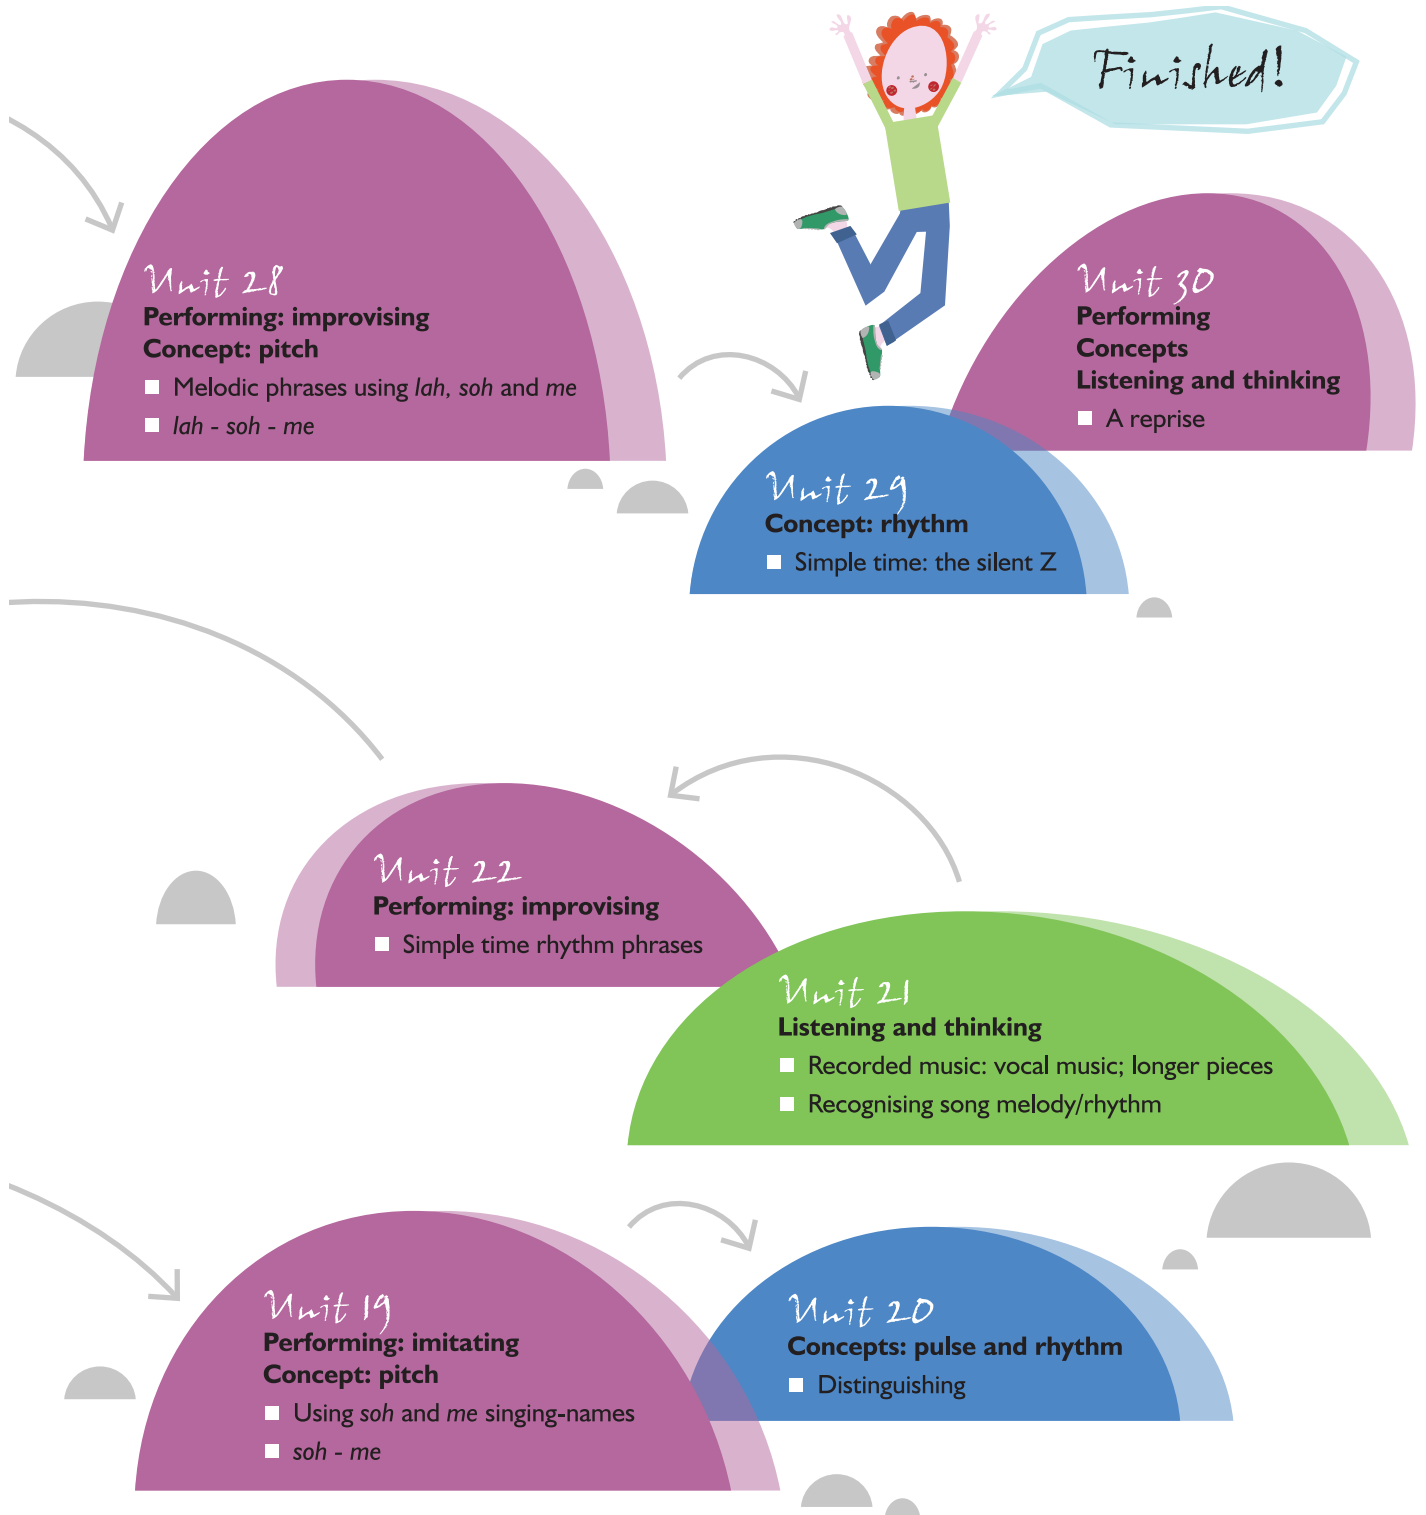 Finished!
Unit 28
Performing: improvising
Concept: pitch
Melodic phrases using lah, soh and me
lah - soh - me
Unit 30
Performing
Concepts
Listening and thinking
A reprise
Unit 29
Concept: rhythm
Simple time: the silent Z
Unit 22
Performing: improvising
Simple time rhythm phrases
Unit 21
Listening and thinking
Recorded music: vocal music; longer pieces
Recognising song melody/rhythm
Unit 19
Performing: imitating
Concept: pitch
Using soh and me singing-names
soh - me
Unit 20
Concepts: pulse and rhythm
Distinguishing